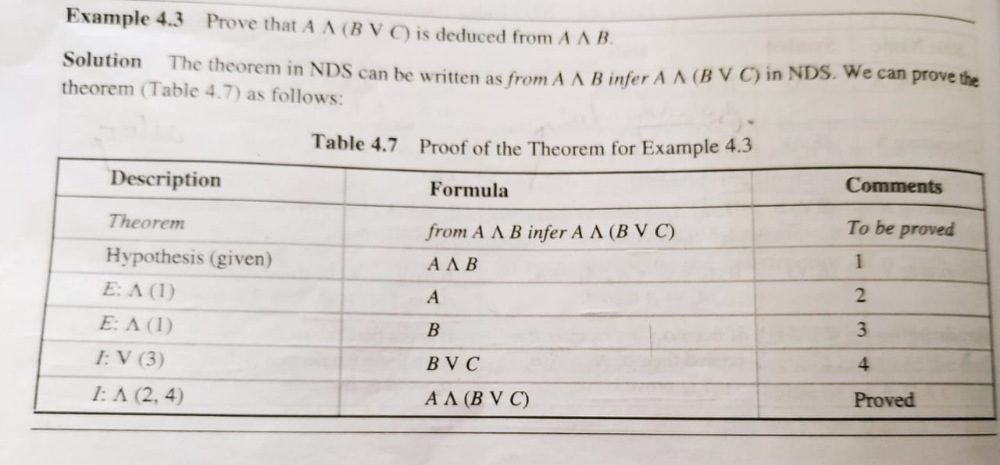 Example 4.3 Prove that A Λ (B V C) is deduced from A Λ B.
Solution The theorem in NDS can be written as from A Λ B infer A Λ (B V C) in NDS. We can prove the
theorem (Table 4.7) as follows:
Table 4.7 Proof of the Theorem for Example 4.3
Description Formula Comments
Theorem from A Λ B infer A Λ (B V C) To be proved
Hypothesis (given) A Λ B 1
E: Λ (1) A 2
E: Λ (1) B 3
I: V (3) B V C 4
I: Λ (2, 4) A Λ (B V C) Proved